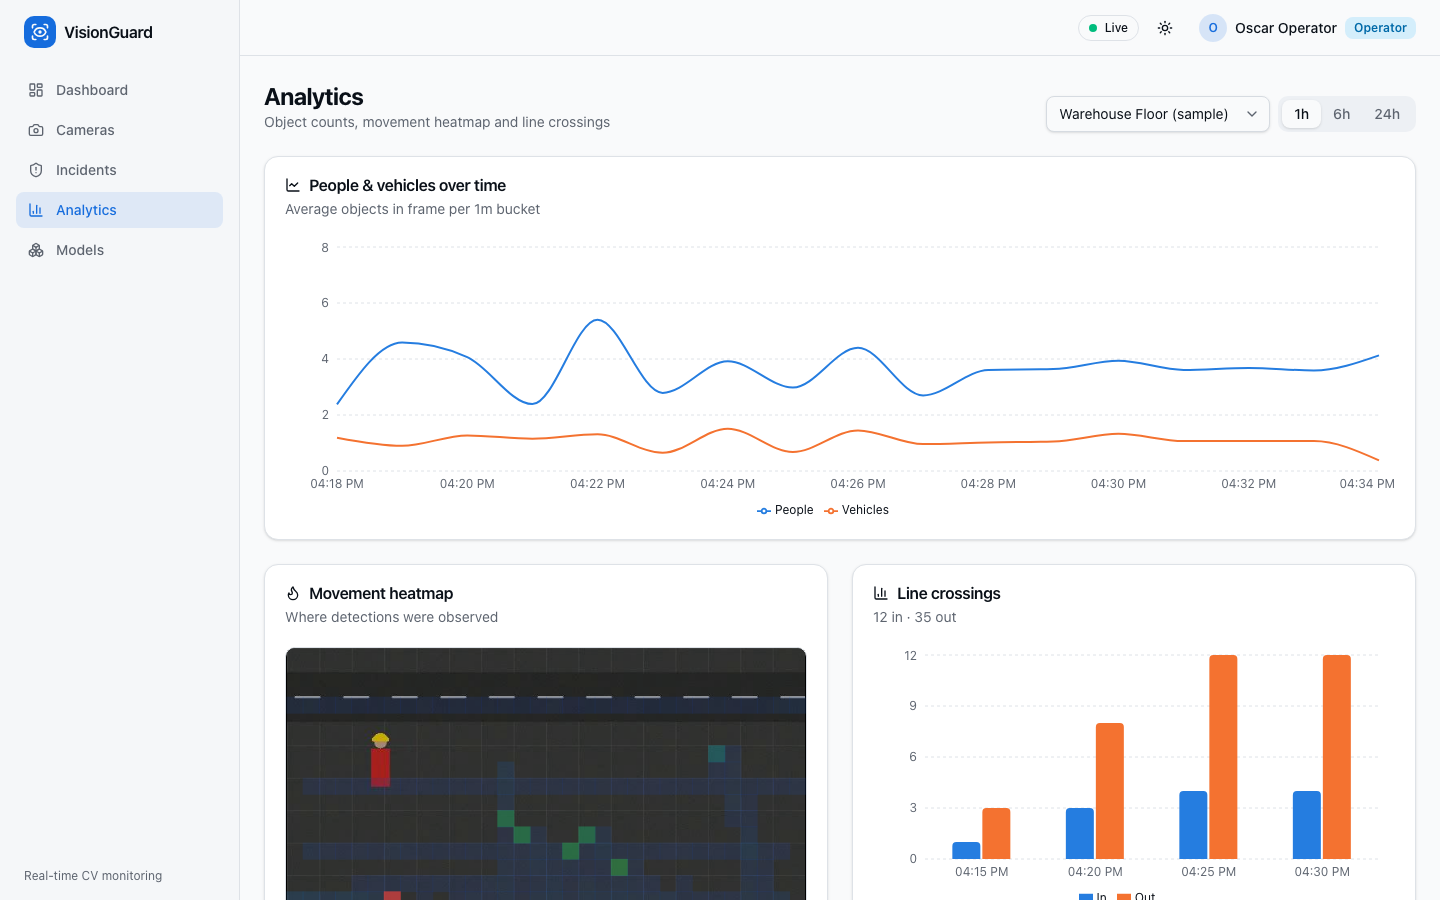 VisionGuard
Live
O
Oscar Operator
Operator
Dashboard
Cameras
Incidents
Analytics
Models
Real-time CV monitoring
Analytics
Object counts, movement heatmap and line crossings
Warehouse Floor (sample)
1h
6h
24h
People & vehicles over time
Average objects in frame per 1m bucket
8
6
4
2
0
04:18 PM
04:20 PM
04:22 PM
04:24 PM
04:26 PM
04:28 PM
04:30 PM
04:32 PM
04:34 PM
People
Vehicles
Movement heatmap
Where detections were observed
Line crossings
12 in · 35 out
12
9
6
3
0
04:15 PM
04:20 PM
04:25 PM
04:30 PM
In
Out